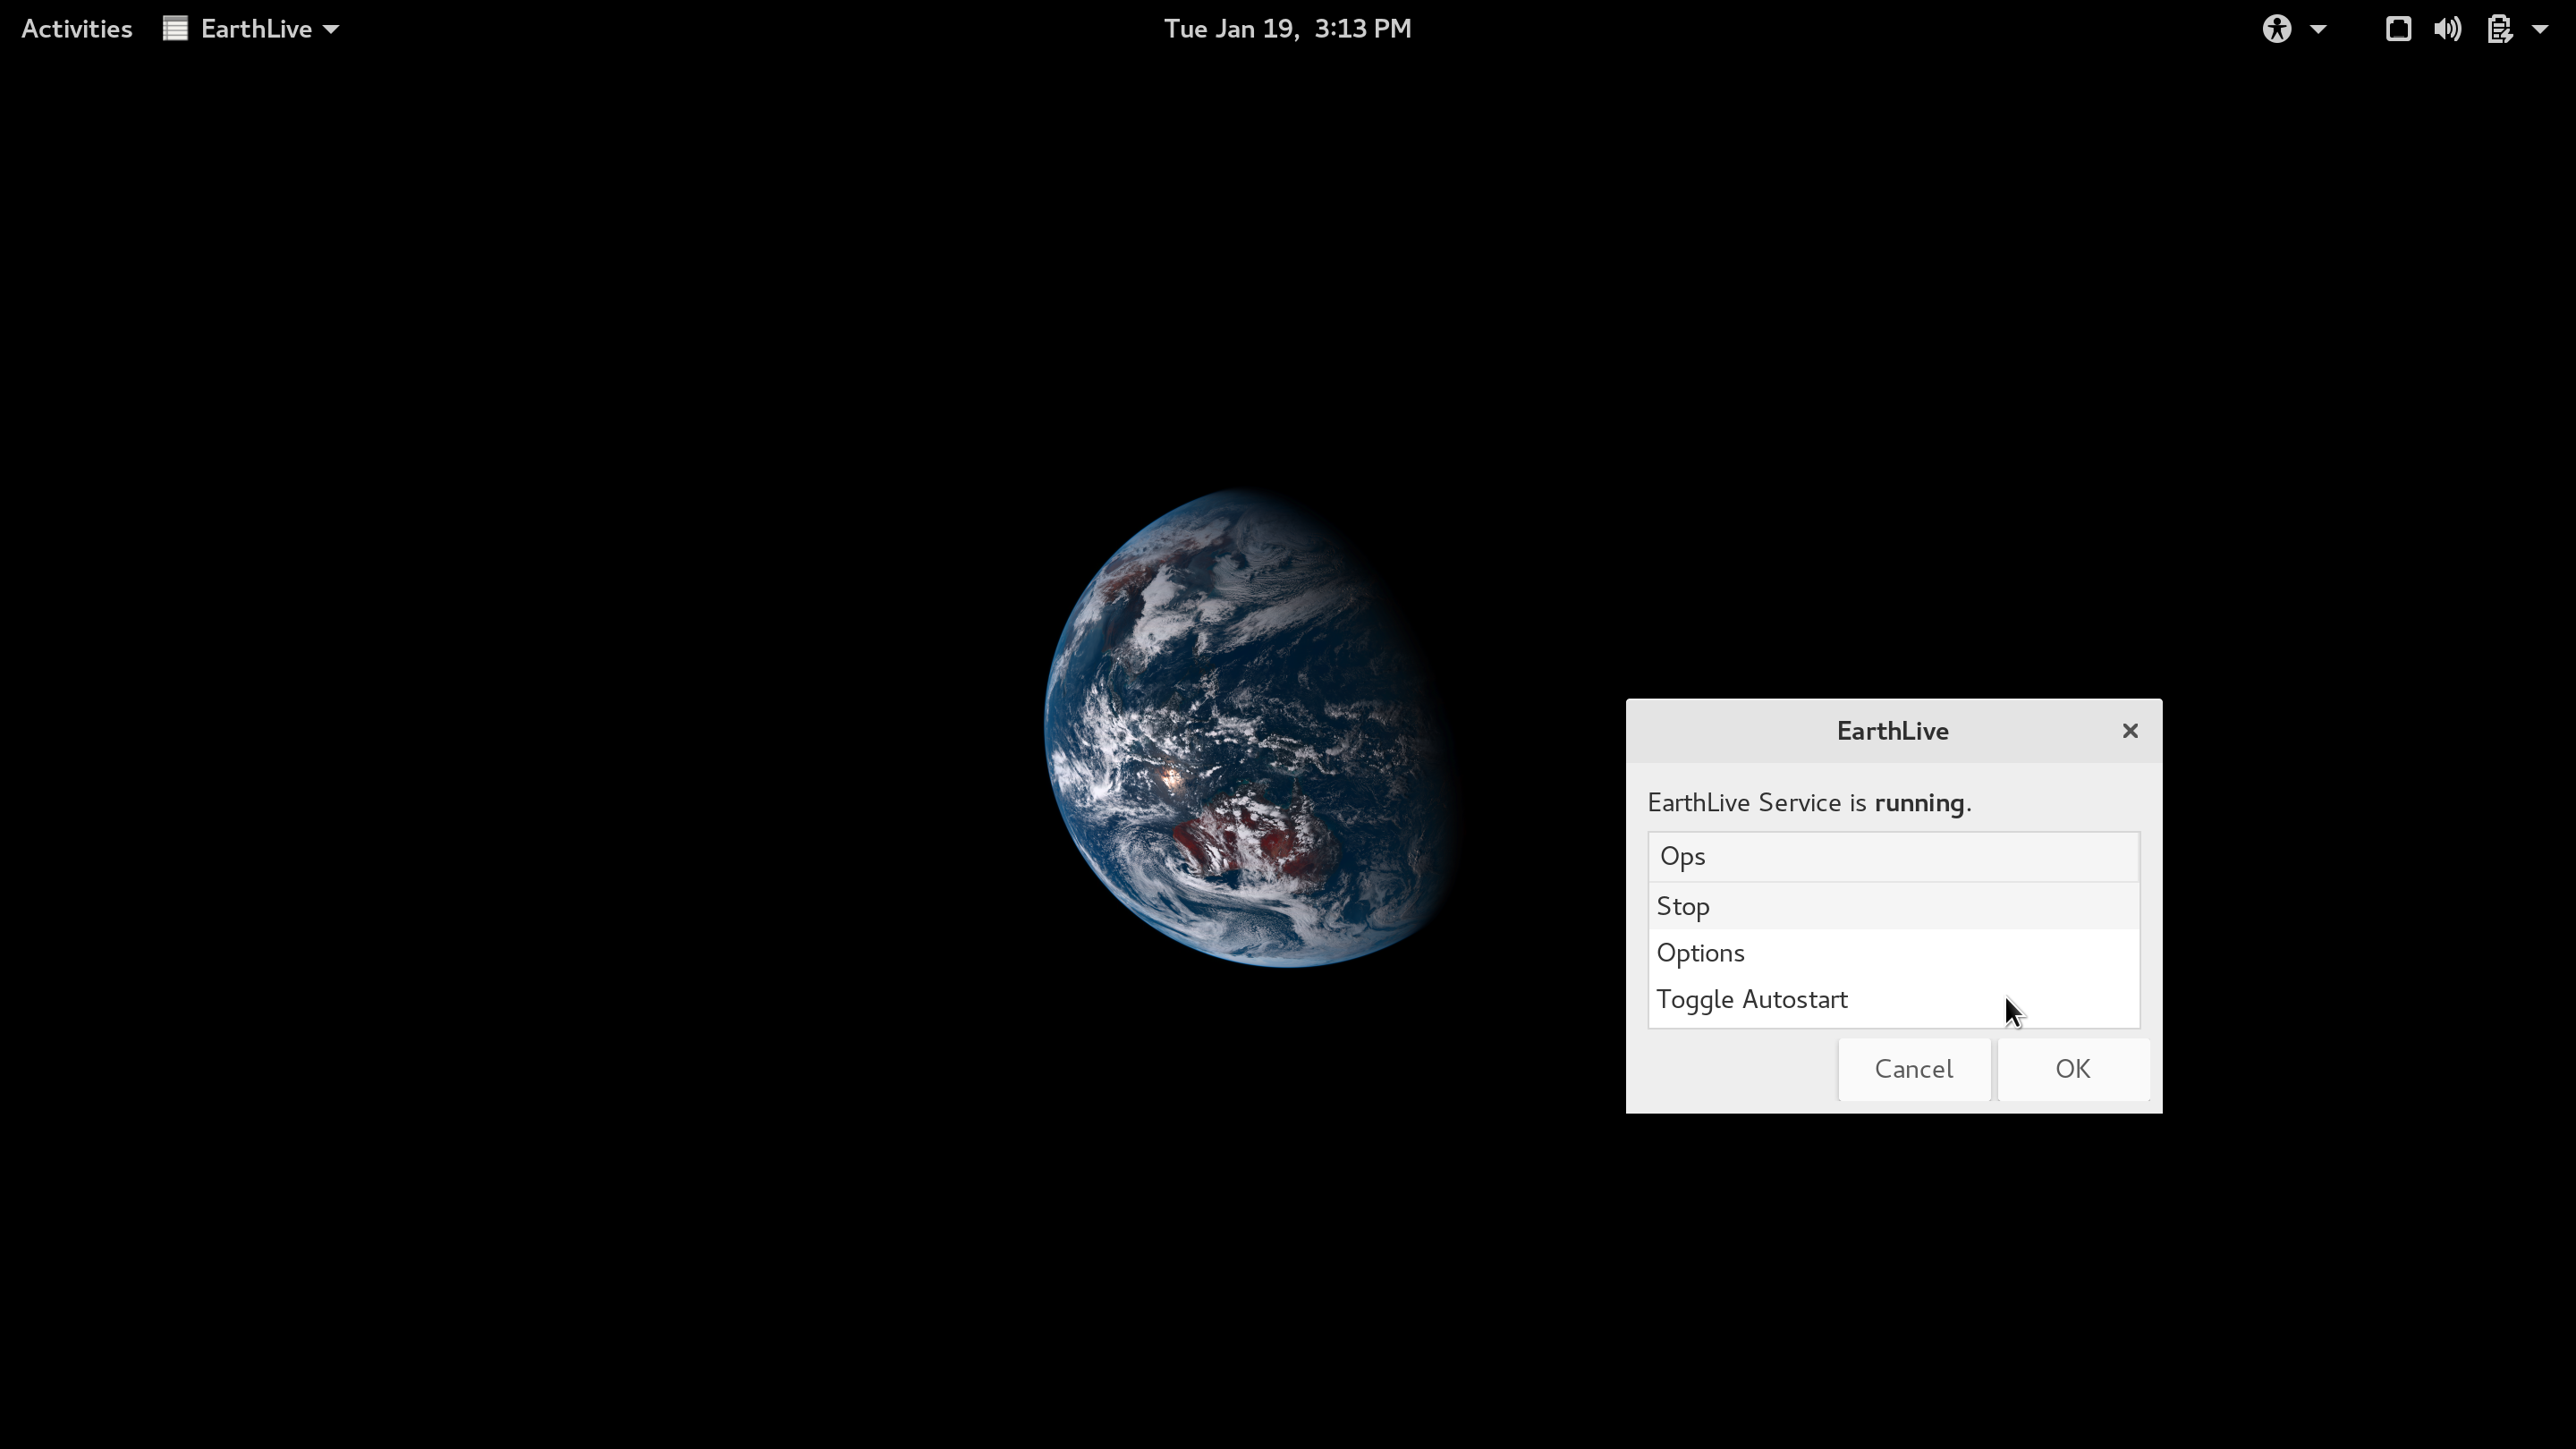 Activities EarthLive Tue Jan 19, 3:13 PM
EarthLive
EarthLive Service is running.
Ops
Stop
Options
Toggle Autostart
Cancel OK